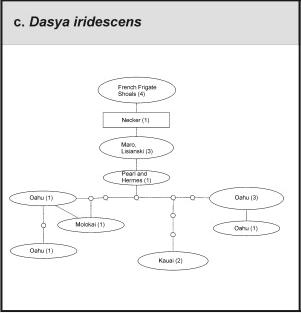 c. Dasya iridescens
French Frigate
Shoals (4)
Necker (1)
Maro,
Lisianski (3)
Pearl and
Hermes (1)
Oahu (1)
Oahu (3)
Molokai (1)
Oahu (1)
Oahu (1)
Kauai (2)